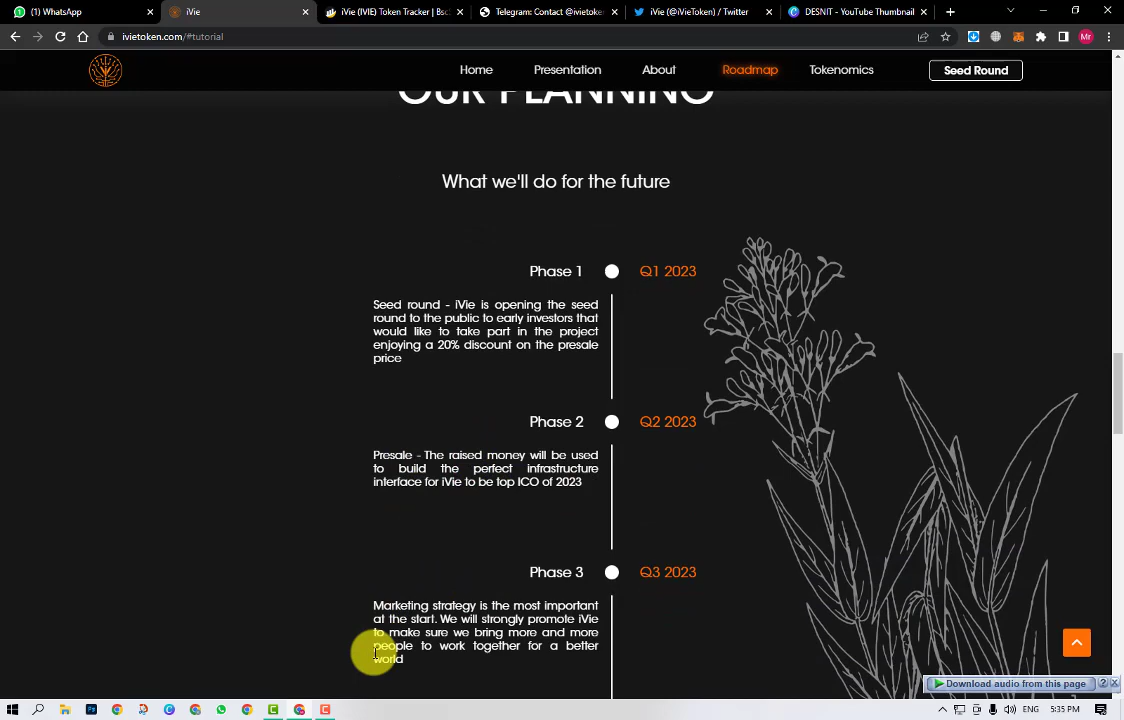 (1) WhatsApp
iVie
iVie (IVIE) Token Tracker | Bsc
Telegram: Contact @ivietoken
iVie (@iVieToken) / Twitter
DESNIT - YouTube Thumbnail
ivietoken.com/#tutorial
Mr
Home
Presentation
About
Roadmap
Tokenomics
Seed Round
OUR PLANNING
What we'll do for the future
Phase 1
Q1 2023
Seed round - iVie is opening the seed
round to the public to early investors that
would like to take part in the project
enjoying a 20% discount on the presale
price
Phase 2
Q2 2023
Presale - The raised money will be used
to build the perfect infrastructure
interface for iVie to be top ICO of 2023
Phase 3
Q3 2023
Marketing strategy is the most important
at the start. We will strongly promote iVie
to make sure we bring more and more
people to work together for a better
world
Download audio from this page
?
ENG
5:35 PM